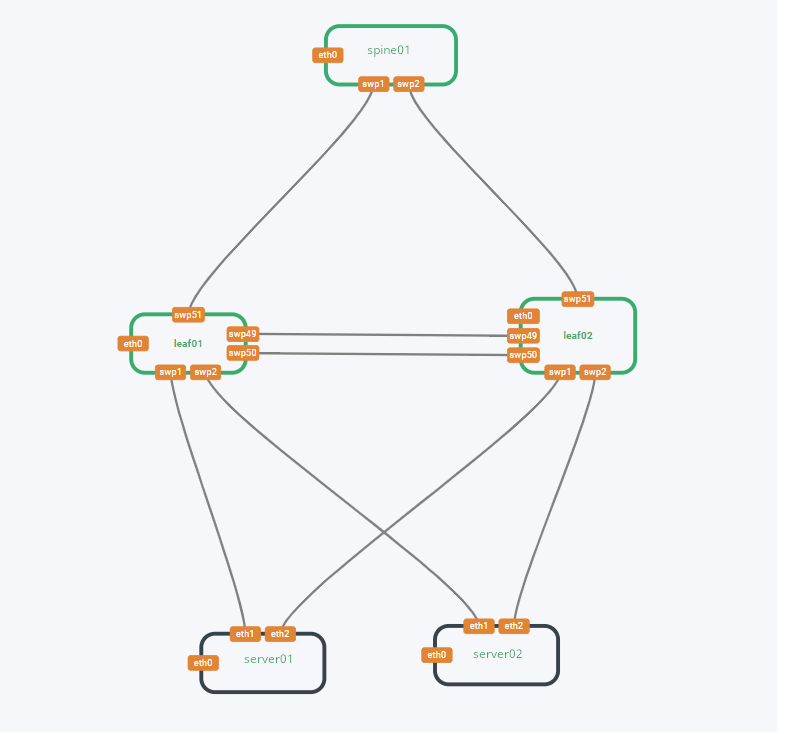 spine01
eth0
swp1 swp2
swp51
swp51
eth0
swp49
swp49
leaf02
eth0
leaf01
swp50
swp50
swp1 swp2
swp1 swp2
eth1 eth2
eth1 eth2
server02
eth0
server01
eth0